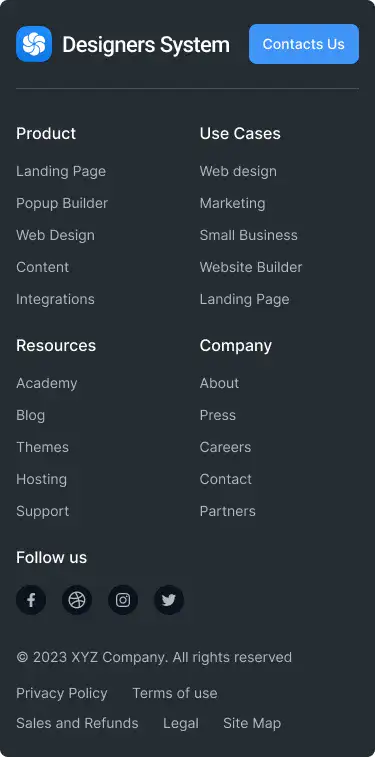 Designers System
Contacts Us
Product
Landing Page
Popup Builder
Web Design
Content
Integrations
Use Cases
Web design
Marketing
Small Business
Website Builder
Landing Page
Resources
Academy
Blog
Themes
Hosting
Support
Company
About
Press
Careers
Contact
Partners
Follow us
© 2023 XYZ Company. All rights reserved
Privacy Policy Terms of use
Sales and Refunds Legal Site Map